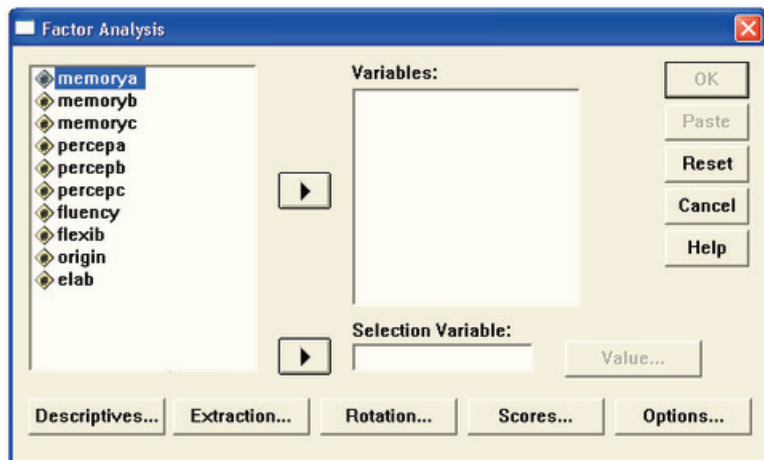 Factor Analysis
memorya
memoryb
memoryc
percepa
percepb
percepc
fluency
flexib
origin
elab
Variables:
Selection Variable:
Value...
OK
Paste
Reset
Cancel
Help
Descriptives...
Extraction...
Rotation...
Scores...
Options...